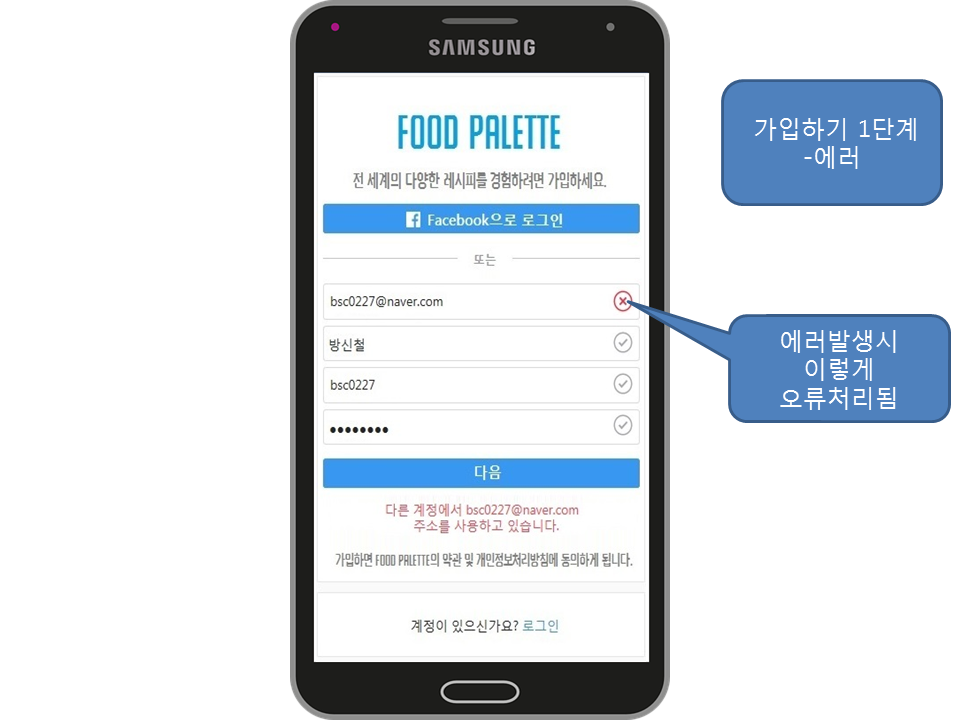 SAMSUNG
FOOD PALETTE
전 세계의 다양한 레시피를 경험하려면 가입하세요.
Facebook으로 로그인
또는
bsc0227@naver.com
방신철
bsc0227
••••••••
다음
다른 계정에서 bsc0227@naver.com
주소를 사용하고 있습니다.
가입하면 FOOD PALETTE의 약관 및 개인정보처리방침에 동의하게 됩니다.
계정이 있으신가요? 로그인
가입하기 1단계
-에러
에러발생시
이렇게
오류처리됨